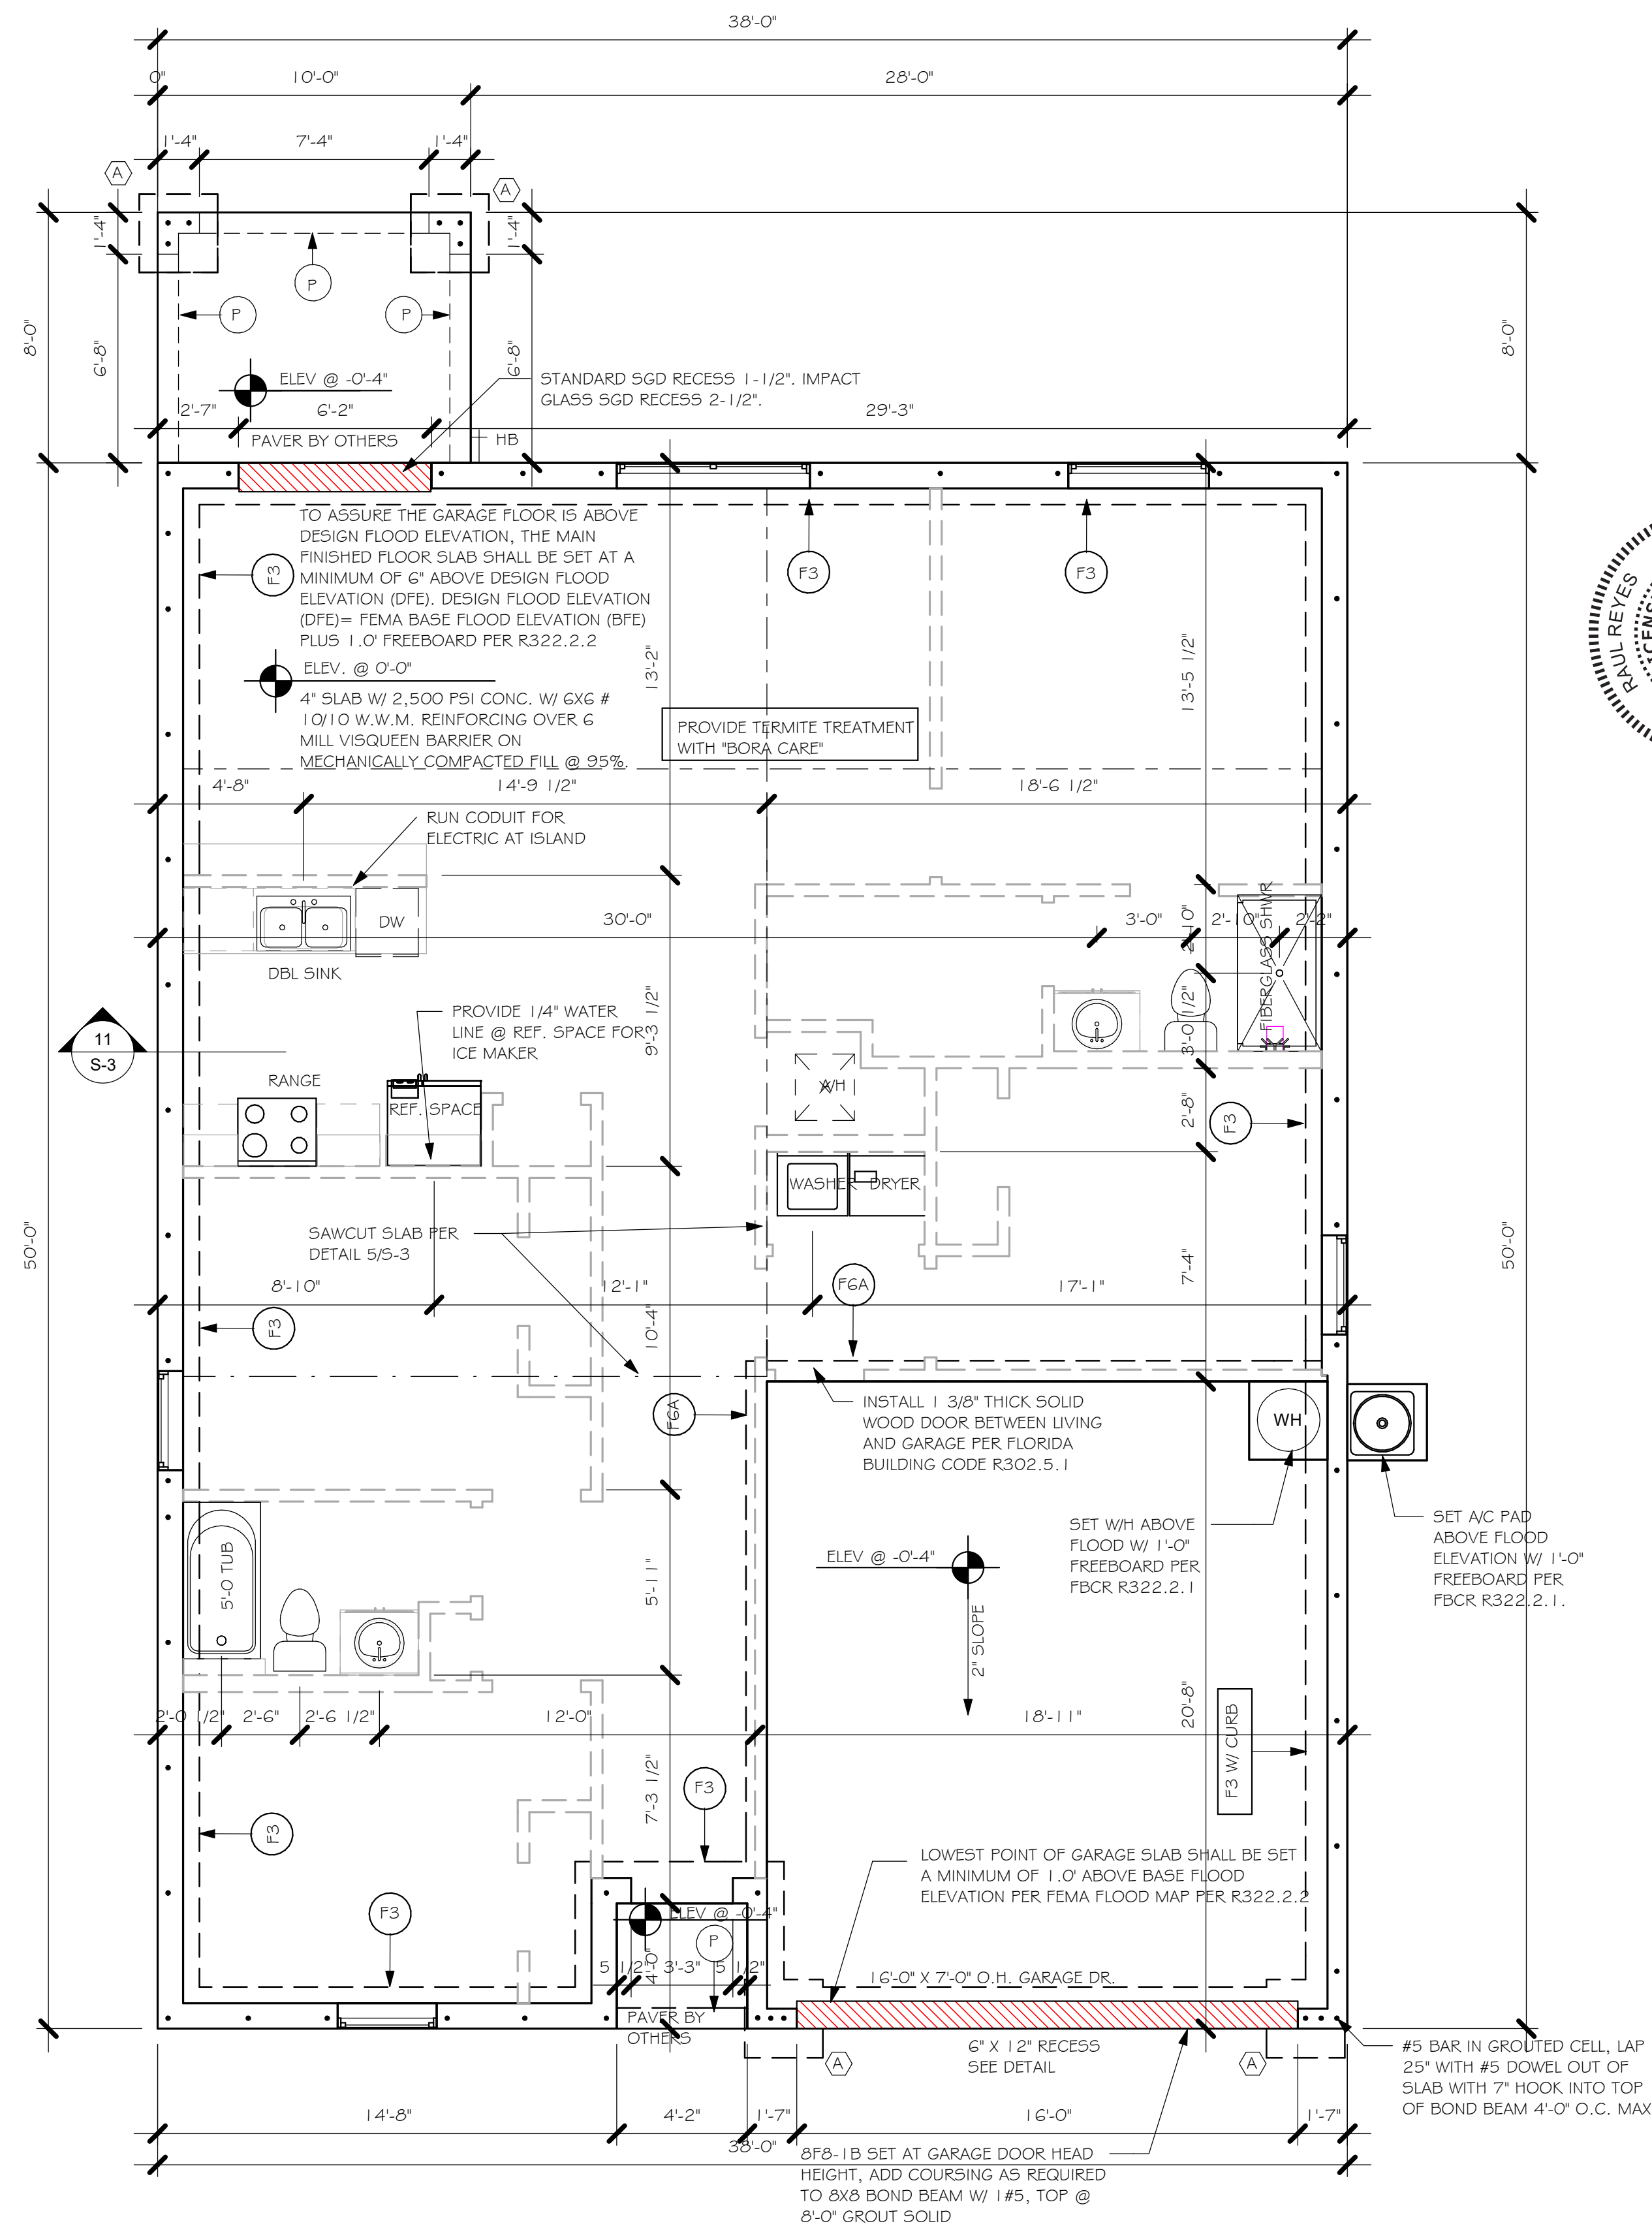 38'-0"
0"
10'-0"
28'-0"
1'-4"
7'-4"
1'-4"
A
A
1'-4"
1'-4"
8'-0"
6'-8"
6'-8"
8'-0"
P
P
P
ELEV @ -0'-4"
STANDARD SGD RECESS 1-1/2". IMPACT
GLASS SGD RECESS 2-1/2".
2'-7"
6'-2"
29'-3"
PAVER BY OTHERS
HB
TO ASSURE THE GARAGE FLOOR IS ABOVE
DESIGN FLOOD ELEVATION, THE MAIN
FINISHED FLOOR SLAB SHALL BE SET AT A
MINIMUM OF 6" ABOVE DESIGN FLOOD
ELEVATION (DFE). DESIGN FLOOD ELEVATION
(DFE)= FEMA BASE FLOOD ELEVATION (BFE)
PLUS 1.0' FREEBOARD PER R322.2.2
F3
F3
F3
RAUL REYES
ELEV. @ 0'-0"
13'-2"
13'-5 1/2"
4" SLAB W/ 2,500 PSI CONC. W/ 6X6 #
10/10 W.W.M. REINFORCING OVER 6
MILL VISQUEEN BARRIER ON
MECHANICALLY COMPACTED FILL @ 95%.
PROVIDE TERMITE TREATMENT
WITH "BORA CARE"
4'-8"
14'-9 1/2"
18'-6 1/2"
RUN CODUIT FOR
ELECTRIC AT ISLAND
DW
DBL SINK
30'-0"
3'-0"
2'-10"
2'-2"
2'-10"
FIBERGLASS SHWR
11
S-3
PROVIDE 1/4" WATER
LINE @ REF. SPACE FOR
ICE MAKER
9'-3 1/2"
3'-0 1/2"
RANGE
REF. SPACE
A/H
2'-8"
F3
WASHER
DRYER
SAWCUT SLAB PER
DETAIL 5/S-3
50'-0"
50'-0"
8'-10"
12'-1"
17'-1"
F6A
7'-4"
F3
10'-4"
F6A
INSTALL 1 3/8" THICK SOLID
WOOD DOOR BETWEEN LIVING
AND GARAGE PER FLORIDA
BUILDING CODE R302.5.1
WH
SET W/H ABOVE
FLOOD W/ 1'-0"
FREEBOARD PER
FBCR R322.2.1
SET A/C PAD
ABOVE FLOOD
ELEVATION W/ 1'-0"
FREEBOARD PER
FBCR R322.2.1.
ELEV @ -0'-4"
2" SLOPE
5'-0 TUB
5'-11"
2'-0 1/2"
2'-6"
2'-6 1/2"
12'-0"
18'-11"
20'-8"
F3 W/ CURB
7'-3 1/2"
F3
F3
F3
LOWEST POINT OF GARAGE SLAB SHALL BE SET
A MINIMUM OF 1.0' ABOVE BASE FLOOD
ELEVATION PER FEMA FLOOD MAP PER R322.2.2
ELEV @ -0'-4"
P
5 1/2"
4'-0"
3'-3"
5 1/2"
16'-0" X 7'-0" O.H. GARAGE DR.
PAVER BY
OTHERS
6" X 12" RECESS
SEE DETAIL
A
A
#5 BAR IN GROUTED CELL, LAP
25" WITH #5 DOWEL OUT OF
SLAB WITH 7" HOOK INTO TOP
OF BOND BEAM 4'-0" O.C. MAX
14'-8"
4'-2"
1'-7"
16'-0"
1'-7"
38'-0"
8F8-1B SET AT GARAGE DOOR HEAD
HEIGHT, ADD COURSING AS REQUIRED
TO 8X8 BOND BEAM W/ 1#5, TOP @
8'-0" GROUT SOLID